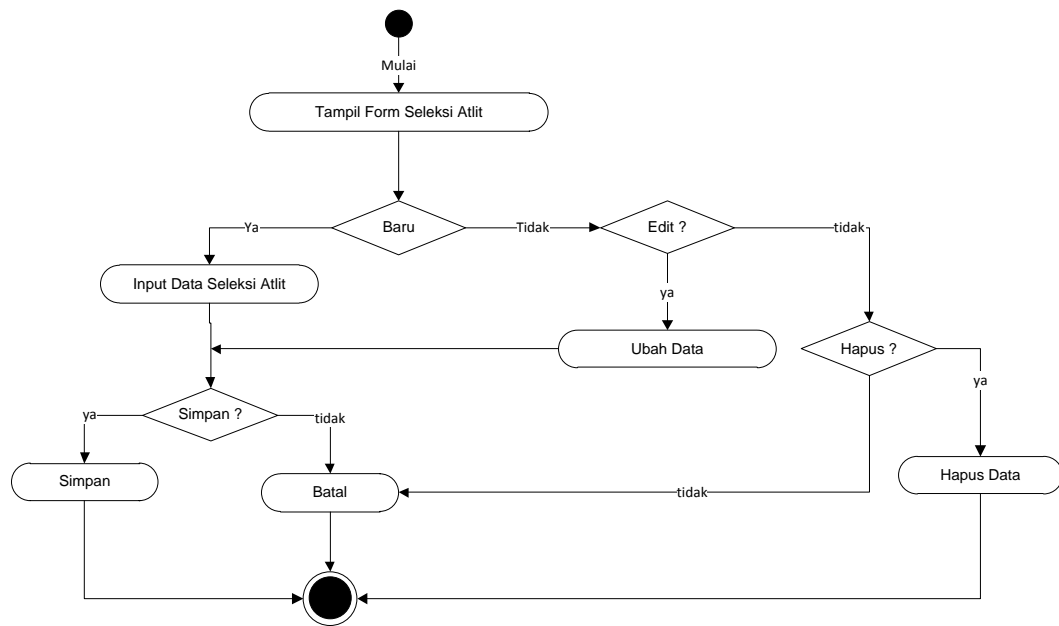 Mulai
Tampil Form Seleksi Atlit
Ya
Baru
Tidak
Edit ?
tidak
Input Data Seleksi Atlit
ya
Ubah Data
Hapus ?
ya
ya
Simpan ?
tidak
Simpan
Batal
tidak
Hapus Data